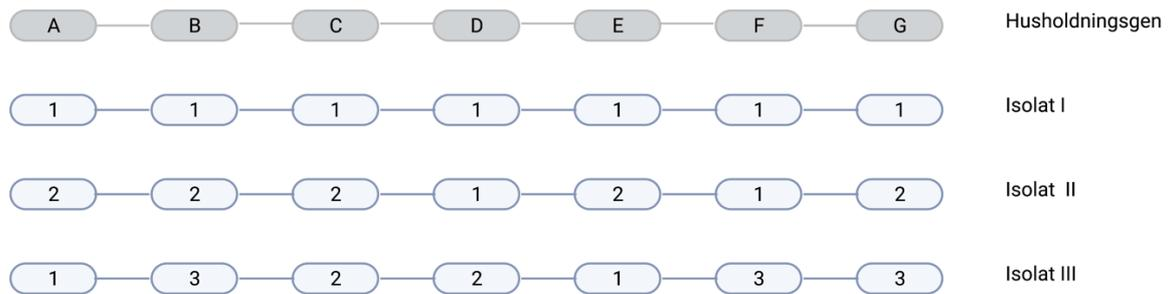 A B C D E F G Husholdningsgen
1 1 1 1 1 1 1 Isolat I
2 2 2 1 2 1 2 Isolat II
1 3 2 2 1 3 3 Isolat III